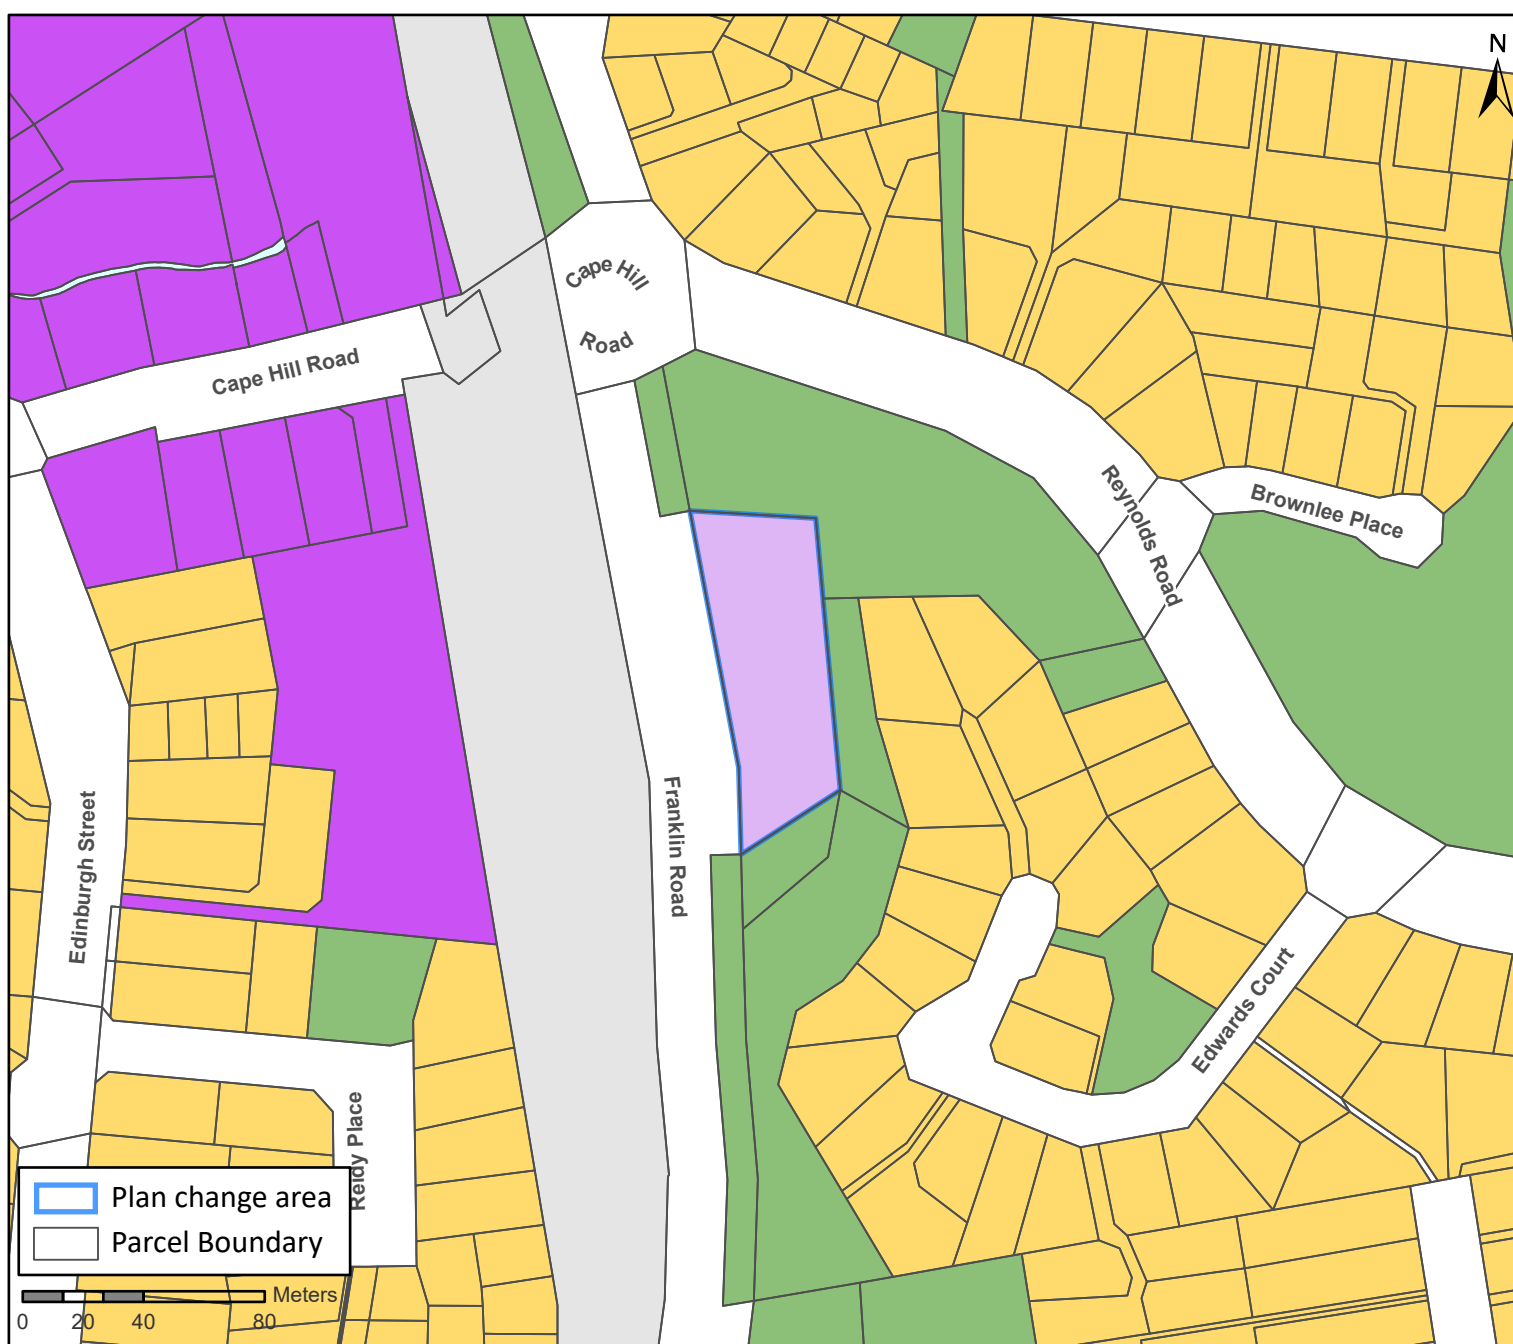 N
Cape Hill
Road
Cape Hill Road
Reynolds Road
Brownlee Place
Franklin Road
Edinburgh Street
Edwards Court
Reidy Place
Plan change area
Parcel Boundary
Meters
0 20 40 80